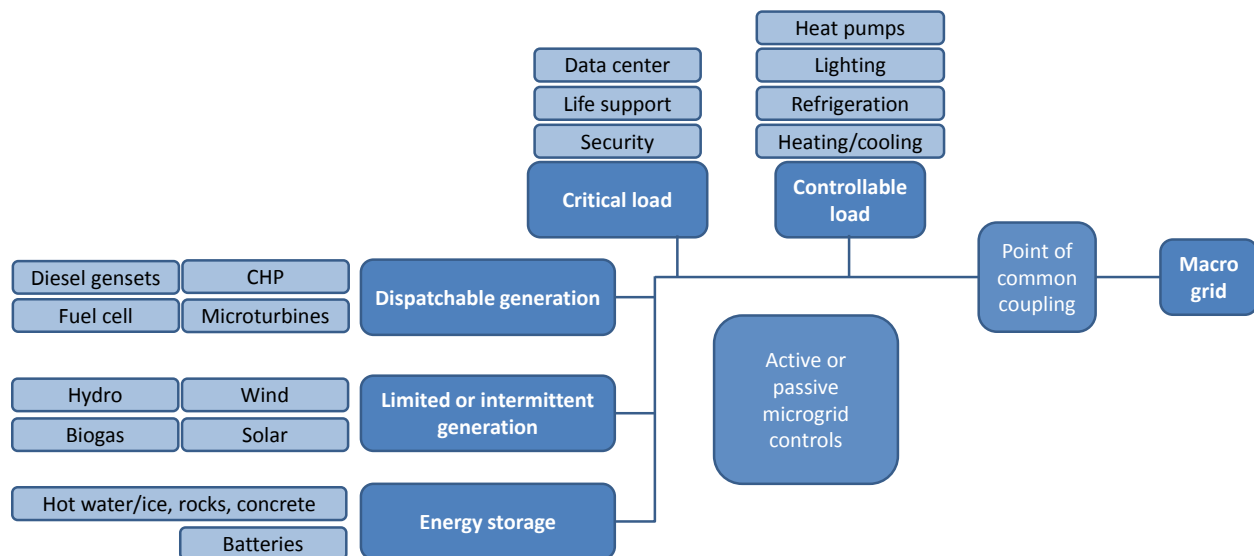 Heat pumps
Data center
Lighting
Life support
Refrigeration
Security
Heating/cooling
Critical load
Controllable
load
Point of
common
coupling
Macro
grid
Diesel gensets
CHP
Fuel cell
Microturbines
Dispatchable generation
Active or
passive
microgrid
controls
Hydro
Wind
Biogas
Solar
Limited or intermittent
generation
Hot water/ice, rocks, concrete
Batteries
Energy storage